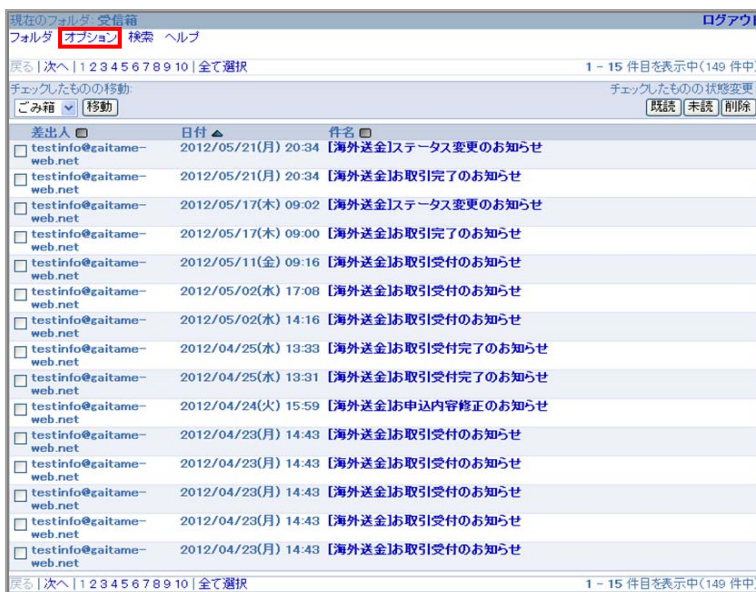 現在のフォルダ: 受信箱 ログアウト
フォルダ オプション 検索 ヘルプ
戻る | 次へ | 1 2 3 4 5 6 7 8 9 10 | 全て選択 1 - 15 件目を表示中(149 件中)
チェックしたものの移動: チェックしたものの状態変更
ごみ箱 移動 既読 未読 削除
差出人 日付 件名
testinfo@gaitame-web.net 2012/05/21(月) 20:34 [海外送金]ステータス変更のお知らせ
testinfo@gaitame-web.net 2012/05/21(月) 20:34 [海外送金]お取引完了のお知らせ
testinfo@gaitame-web.net 2012/05/17(木) 09:02 [海外送金]ステータス変更のお知らせ
testinfo@gaitame-web.net 2012/05/17(木) 09:00 [海外送金]お取引完了のお知らせ
testinfo@gaitame-web.net 2012/05/11(金) 09:16 [海外送金]お取引受付のお知らせ
testinfo@gaitame-web.net 2012/05/02(水) 17:08 [海外送金]お取引受付のお知らせ
testinfo@gaitame-web.net 2012/05/02(水) 14:16 [海外送金]お取引受付のお知らせ
testinfo@gaitame-web.net 2012/04/25(水) 13:33 [海外送金]お取引受付完了のお知らせ
testinfo@gaitame-web.net 2012/04/25(水) 13:31 [海外送金]お取引受付完了のお知らせ
testinfo@gaitame-web.net 2012/04/24(火) 15:59 [海外送金]お申込内容修正のお知らせ
testinfo@gaitame-web.net 2012/04/23(月) 14:43 [海外送金]お取引受付のお知らせ
testinfo@gaitame-web.net 2012/04/23(月) 14:43 [海外送金]お取引受付のお知らせ
testinfo@gaitame-web.net 2012/04/23(月) 14:43 [海外送金]お取引受付のお知らせ
testinfo@gaitame-web.net 2012/04/23(月) 14:43 [海外送金]お取引受付のお知らせ
testinfo@gaitame-web.net 2012/04/23(月) 14:43 [海外送金]お取引受付のお知らせ
戻る | 次へ | 1 2 3 4 5 6 7 8 9 10 | 全て選択 1 - 15 件目を表示中(149 件中)